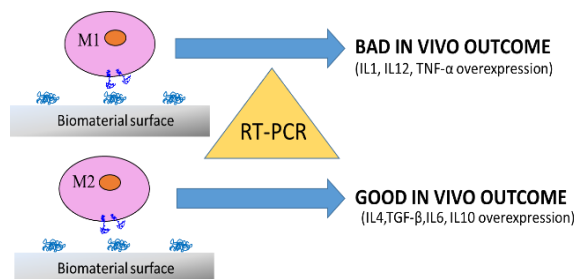 M1
BAD IN VIVO OUTCOME
(IL1, IL12, TNF-α overexpression)
Biomaterial surface
RT-PCR
M2
GOOD IN VIVO OUTCOME
(IL4,TGF-β,IL6, IL10 overexpression)
Biomaterial surface